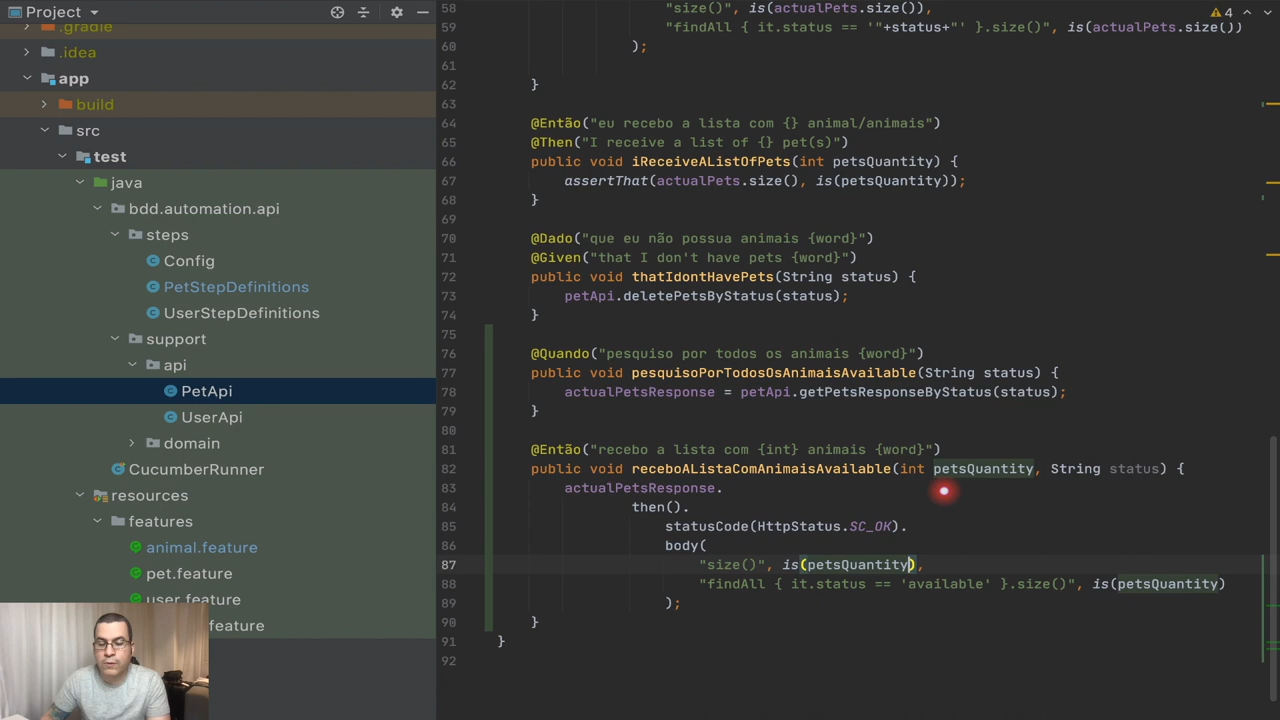 Project
.gradle
.idea
app
build
src
test
java
bdd.automation.api
steps
Config
PetStepDefinitions
UserStepDefinitions
support
api
PetApi
UserApi
domain
CucumberRunner
resources
features
animal.feature
pet.feature
user.feature
.feature
4
58 "size()", is(actualPets.size()),
59 "findAll { it.status == '"+status+"' }.size()", is(actualPets.size())
60 );
61
62 }
63
64 @Então("eu recebo a lista com {} animal/animais")
65 @Then("I receive a list of {} pet(s)")
66 public void iReceiveAListOfPets(int petsQuantity) {
67 assertThat(actualPets.size(), is(petsQuantity));
68 }
69
70 @Dado("que eu não possua animais {word}")
71 @Given("that I don't have pets {word}")
72 public void thatIdontHavePets(String status) {
73 petApi.deletePetsByStatus(status);
74 }
75
76 @Quando("pesquiso por todos os animais {word}")
77 public void pesquisoPorTodosOsAnimaisAvailable(String status) {
78 actualPetsResponse = petApi.getPetsResponseByStatus(status);
79 }
80
81 @Então("recebo a lista com {int} animais {word}")
82 public void receboAListaComAnimaisAvailable(int petsQuantity, String status) {
83 actualPetsResponse.
84 then().
85 statusCode(HttpStatus.SC_OK).
86 body(
87 "size()", is(petsQuantity),
88 "findAll { it.status == 'available' }.size()", is(petsQuantity)
89 );
90 }
91 }
92